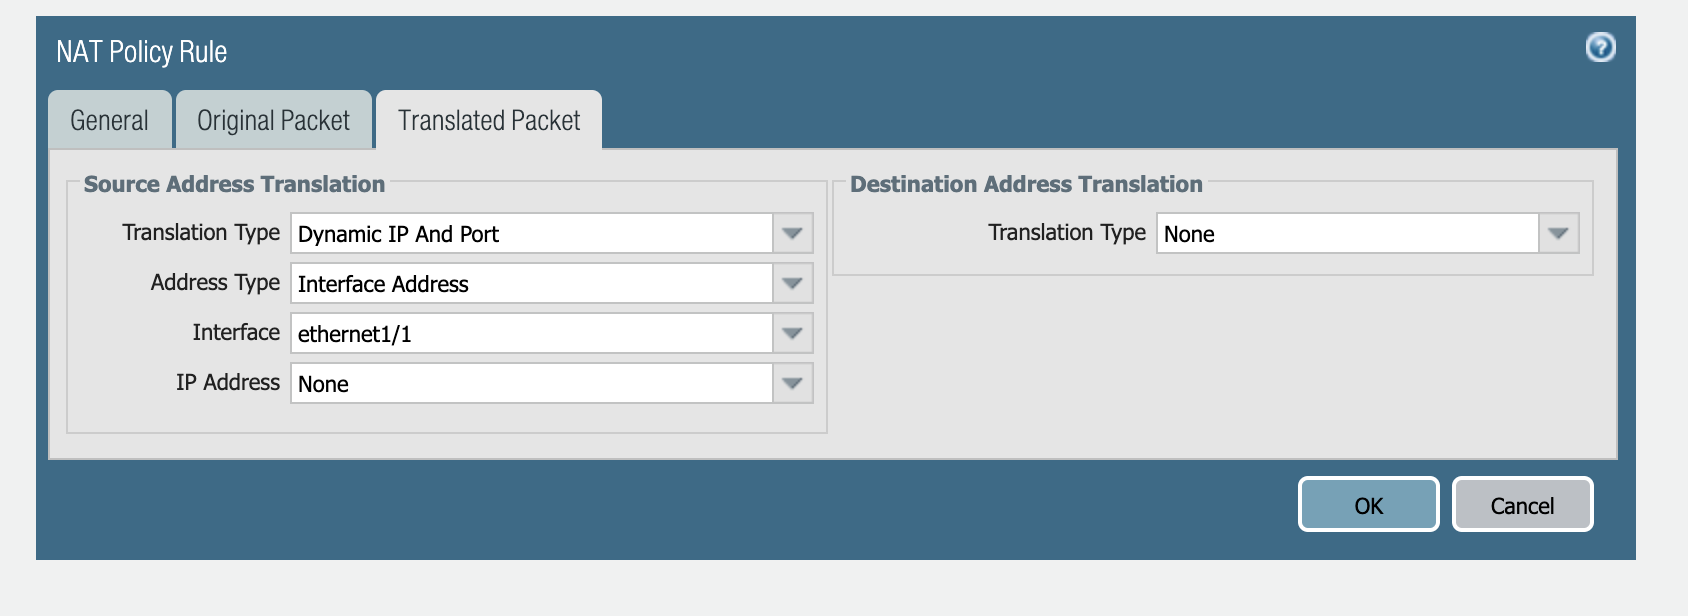 NAT Policy Rule
?
General
Original Packet
Translated Packet
Source Address Translation
Translation Type
Dynamic IP And Port
Address Type
Interface Address
Interface
ethernet1/1
IP Address
None
Destination Address Translation
Translation Type
None
OK
Cancel